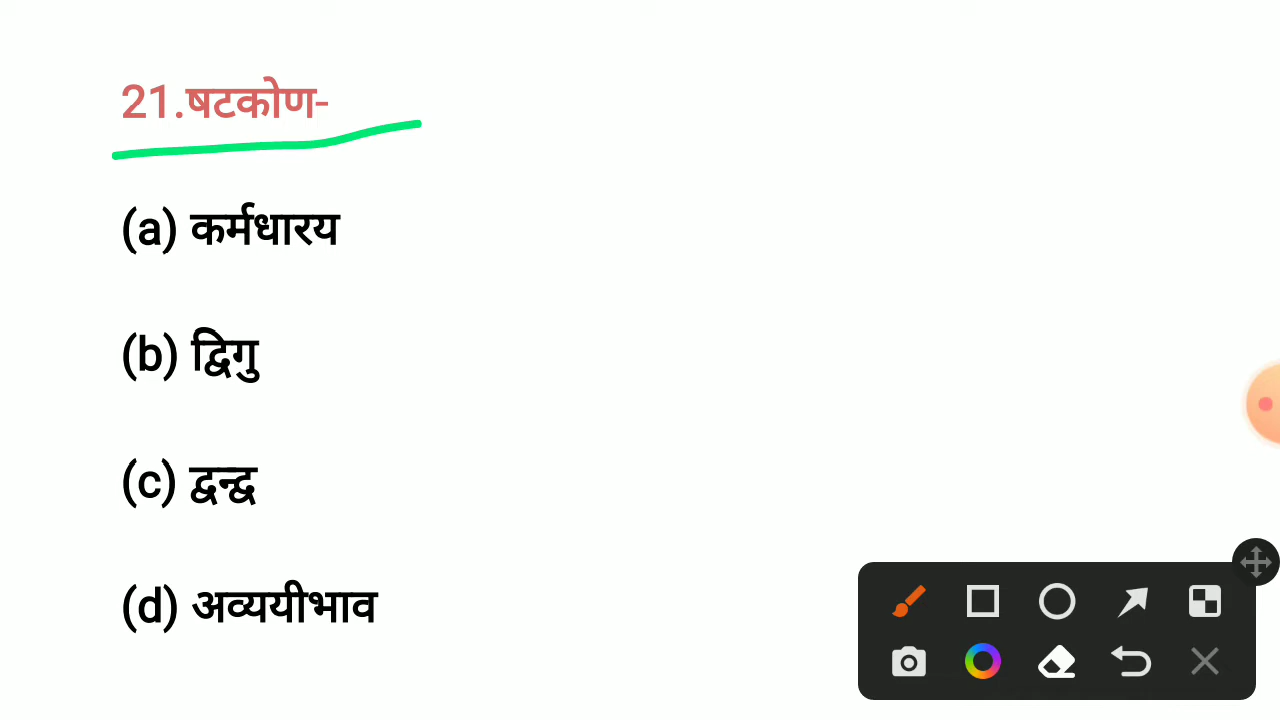 21.षटकोण-
(a) कर्मधारय
(b) द्विगु
(c) द्वन्द्व
(d) अव्ययीभाव